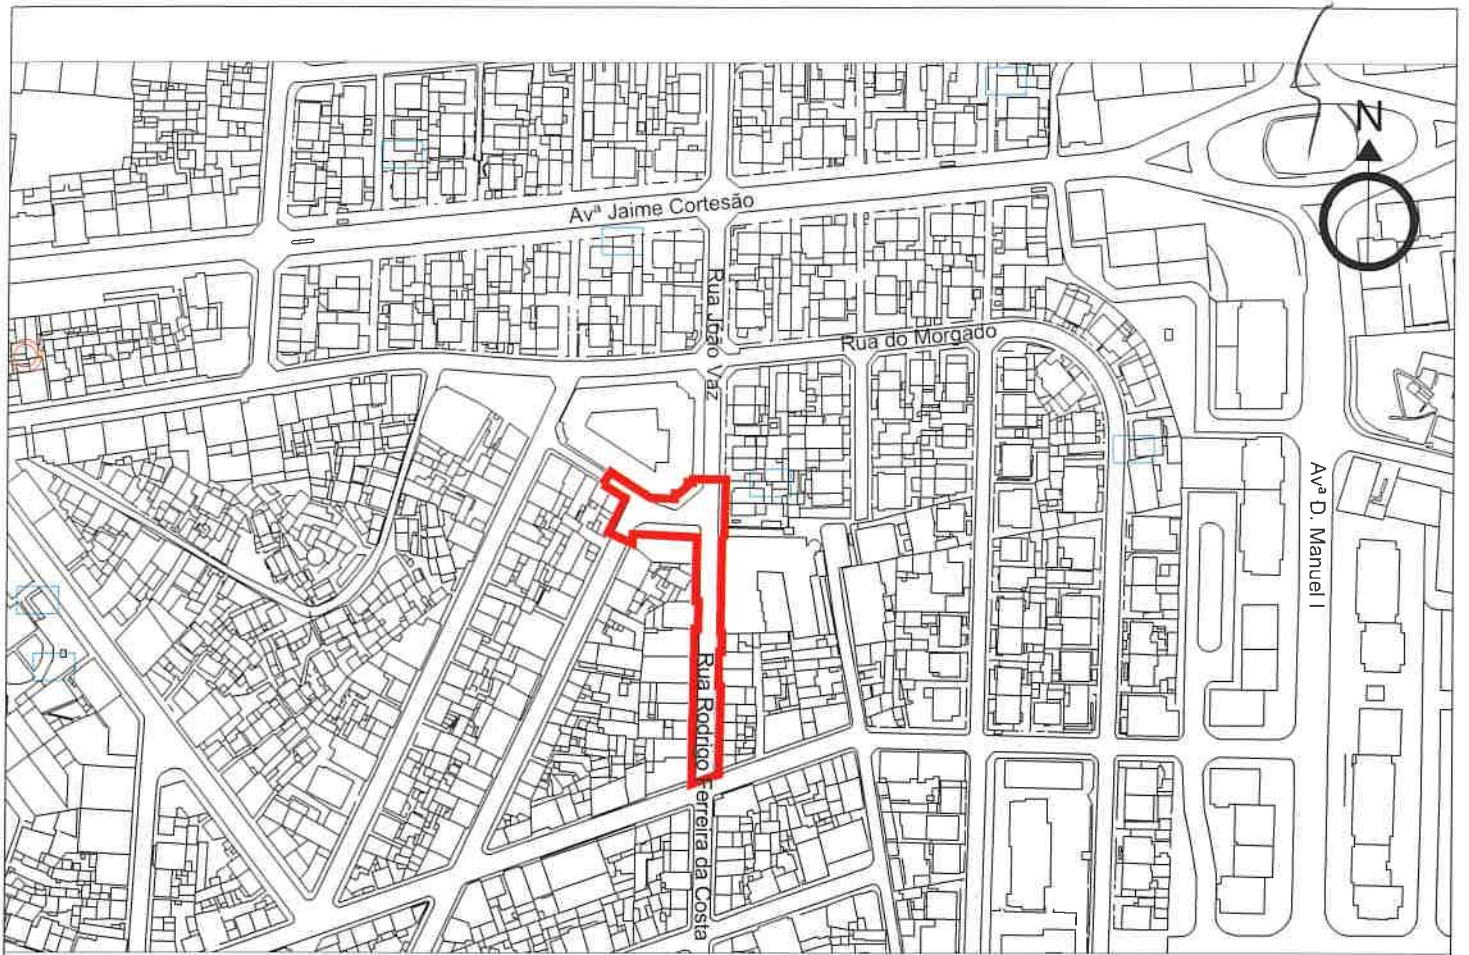 N
Avª Jaime Cortesão
Rua João Vaz
Rua do Morgado
Avª D. Manuel I
Rua Rodrigo Ferreira da Costa